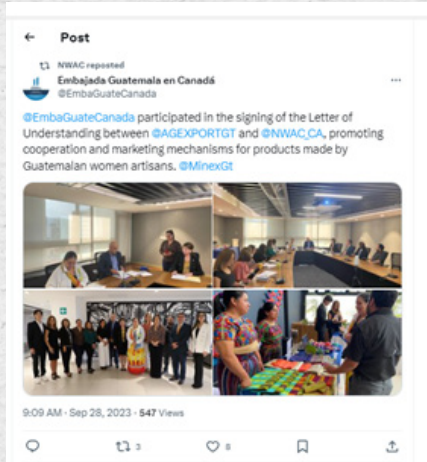 Post
NWAC reposted
Embajada Guatemala en Canadá
@EmbaGuateCanada
@EmbaGuateCanada participated in the signing of the Letter of
Understanding between @AGEXPORTGT and @NWAC_CA, promoting
cooperation and marketing mechanisms for products made by
Guatemalan women artisans. @MinexGt
9:09 AM · Sep 28, 2023 · 547 Views
3
8